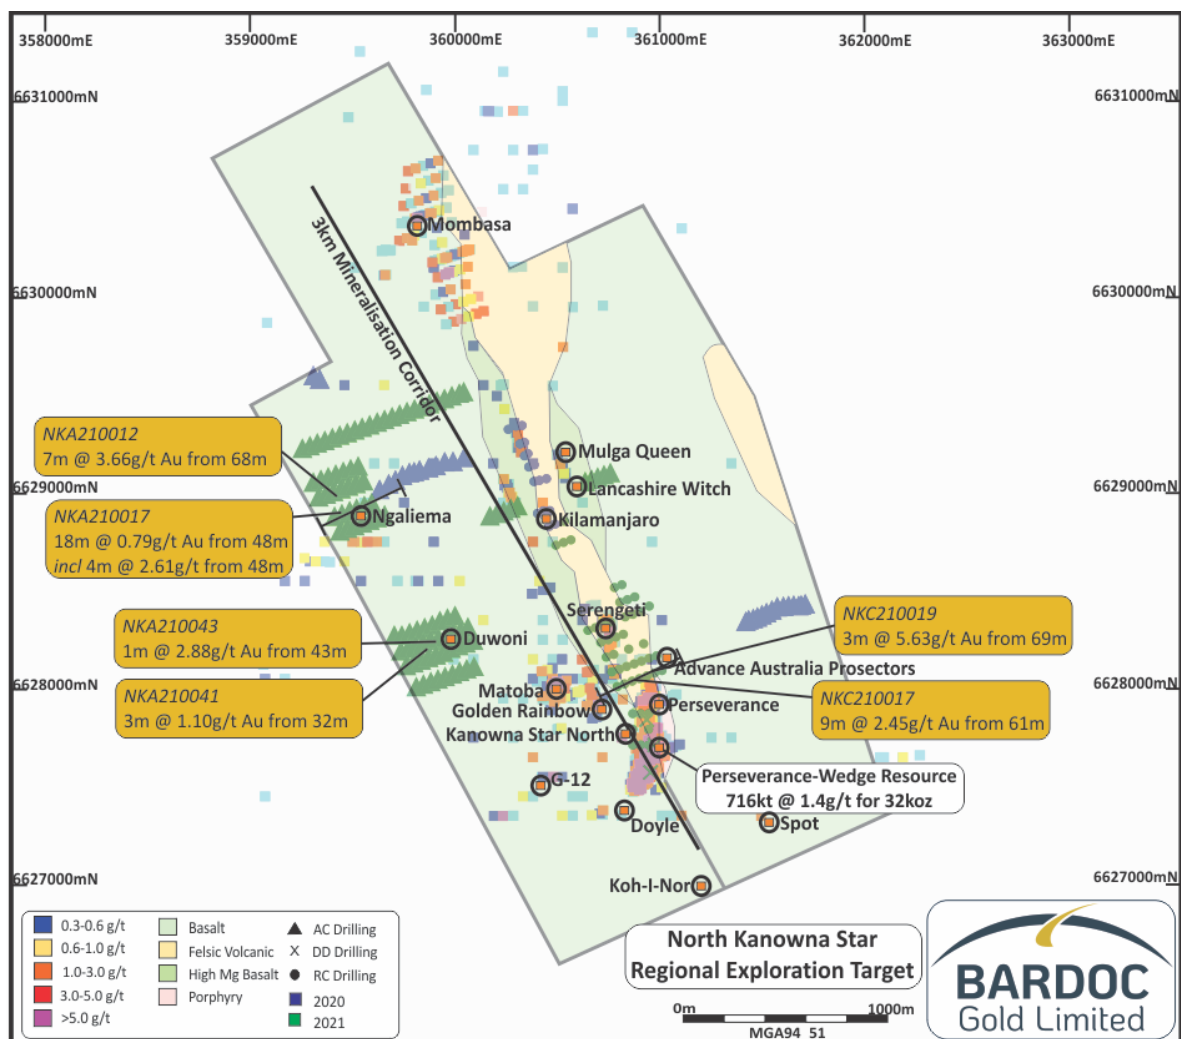 358000mE
359000mE
360000mE
361000mE
362000mE
363000mE
6631000mN
6631000mN
3km Mineralisation Corridor
Mombasa
6630000mN
6630000mN
NKA210012
7m @ 3.66g/t Au from 68m
Mulga Queen
6629000mN
Lancashire Witch
6629000mN
NKA210017
18m @ 0.79g/t Au from 48m
incl 4m @ 2.61g/t from 48m
Ngaliema
Kilamanjaro
Serengeti
NKC210019
3m @ 5.63g/t Au from 69m
NKA210043
1m @ 2.88g/t Au from 43m
Duwoni
Advance Australia Prosectors
NKA210041
3m @ 1.10g/t Au from 32m
6628000mN
Matoba
Golden Rainbow
Kanowna Star North
Perseverance
NKC210017
9m @ 2.45g/t Au from 61m
6628000mN
G-12
Perseverance-Wedge Resource
716kt @ 1.4g/t for 32koz
Doyle
Spot
6627000mN
Koh-I-Nor
6627000mN
0.3-0.6 g/t
0.6-1.0 g/t
1.0-3.0 g/t
3.0-5.0 g/t
>5.0 g/t
Basalt
Felsic Volcanic
High Mg Basalt
Porphyry
AC Drilling
DD Drilling
RC Drilling
2020
2021
North Kanowna Star
Regional Exploration Target
0m
1000m
MGA94_51
BARDOC
Gold Limited